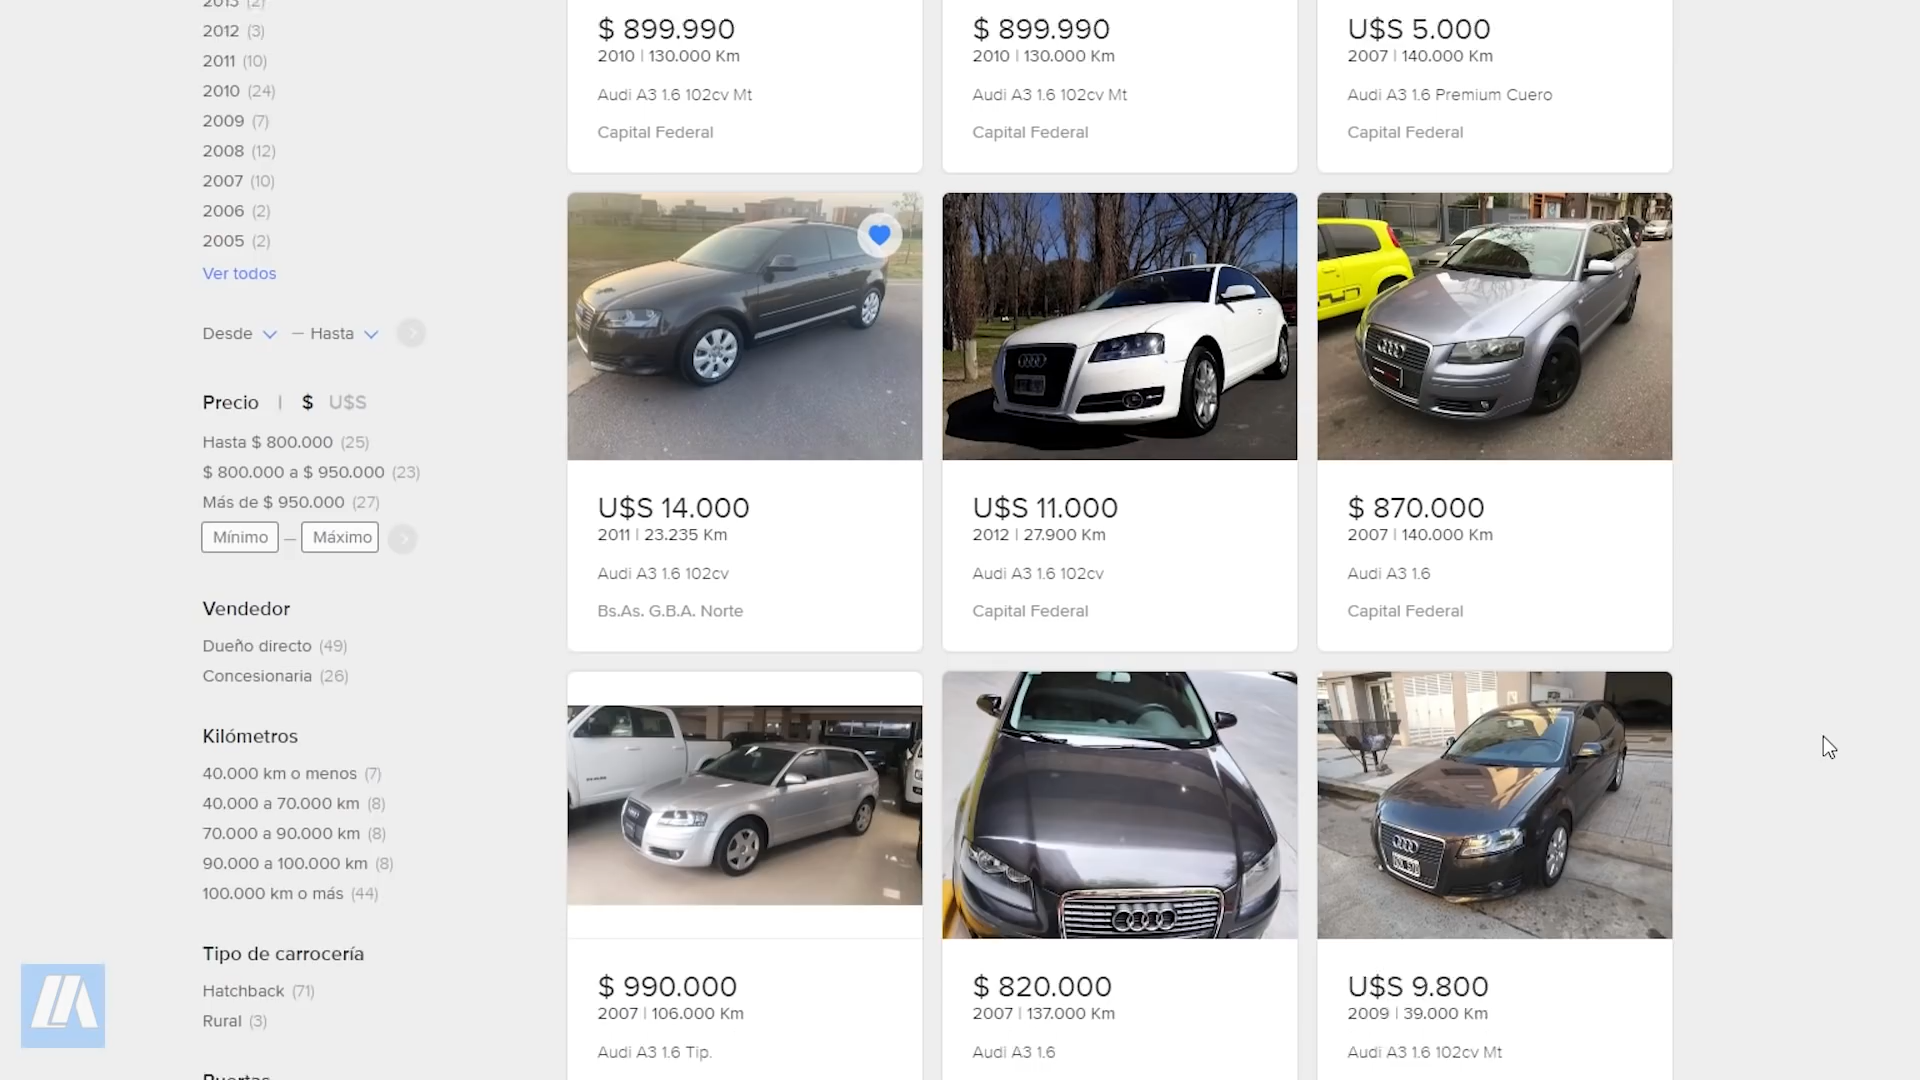 2013 (2)
2012 (3)
2011 (10)
2010 (24)
2009 (7)
2008 (12)
2007 (10)
2006 (2)
2005 (2)
Ver todos
Desde — Hasta
Precio | $ U$S
Hasta $ 800.000 (25)
$ 800.000 a $ 950.000 (23)
Más de $ 950.000 (27)
Mínimo — Máximo
Vendedor
Dueño directo (49)
Concesionaria (26)
Kilómetros
40.000 km o menos (7)
40.000 a 70.000 km (8)
70.000 a 90.000 km (8)
90.000 a 100.000 km (8)
100.000 km o más (44)
Tipo de carrocería
Hatchback (71)
Rural (3)
Puertas
$ 899.990
2010 | 130.000 Km
Audi A3 1.6 102cv Mt
Capital Federal
$ 899.990
2010 | 130.000 Km
Audi A3 1.6 102cv Mt
Capital Federal
U$S 5.000
2007 | 140.000 Km
Audi A3 1.6 Premium Cuero
Capital Federal
U$S 14.000
2011 | 23.235 Km
Audi A3 1.6 102cv
Bs.As. G.B.A. Norte
U$S 11.000
2012 | 27.900 Km
Audi A3 1.6 102cv
Capital Federal
$ 870.000
2007 | 140.000 Km
Audi A3 1.6
Capital Federal
$ 990.000
2007 | 106.000 Km
Audi A3 1.6 Tip.
$ 820.000
2007 | 137.000 Km
Audi A3 1.6
U$S 9.800
2009 | 39.000 Km
Audi A3 1.6 102cv Mt